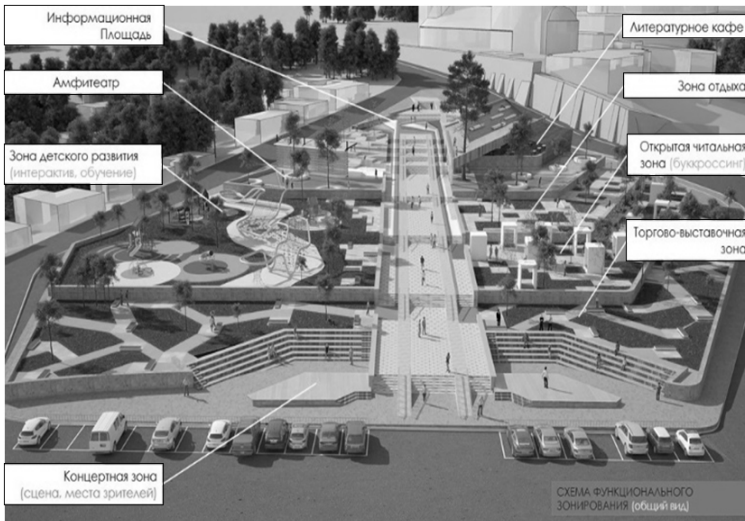 Информационная
Площадь
Амфитеатр
Зона детского развития
(интерактив, обучение)
Литературное кафе
Зона отдыха
Открытая читальная
зона (буккроссинг)
Торгово-выставочная
зона
Концертная зона
(сцена, места зрителей)
СХЕМА ФУНКЦИОНАЛЬНОГО
ЗОНИРОВАНИЯ (общий вид)